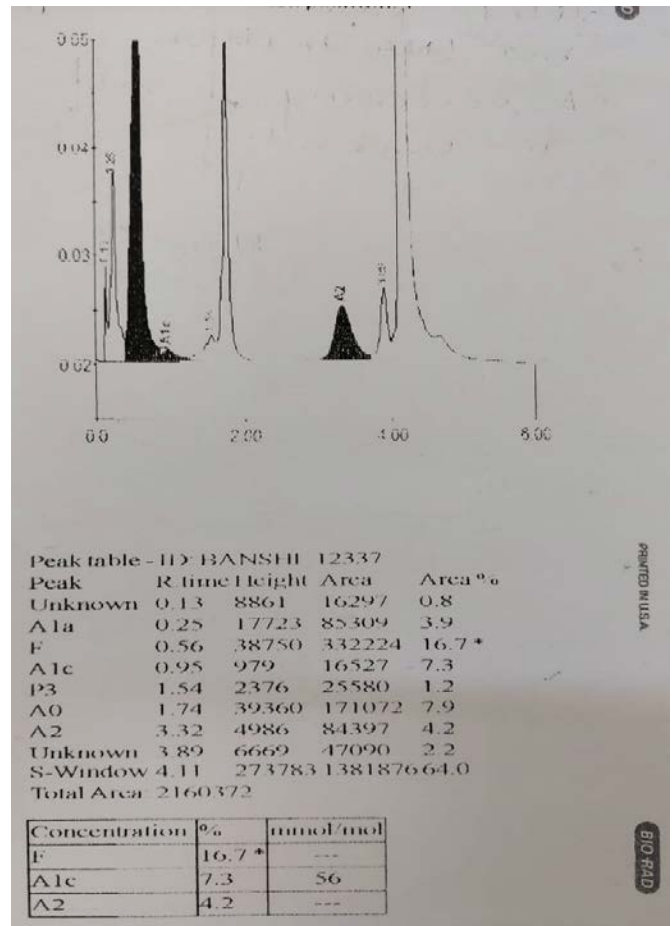 0.05
0.04
0.03
0.02
3.26
A1c
A2
0.0
2.00
4.00
6.00
Peak table - ID: BANSHI 12337
Peak R.time Height Area Area %
Unknown 0.13 8861 16297 0.8
A1a 0.25 17723 85309 3.9
F 0.56 38750 332224 16.7 *
A1c 0.95 979 16527 7.3
P3 1.54 2376 25580 1.2
A0 1.74 39360 171072 7.9
A2 3.32 4986 84397 4.2
Unknown 3.89 6669 47090 2.2
S-Window 4.11 273783 1381876 64.0
Total Area: 2160372
Concentration % mmol/mol
F 16.7 * ---
A1c 7.3 56
A2 4.2 ---
PRINTED IN U.S.A.
BIO-RAD